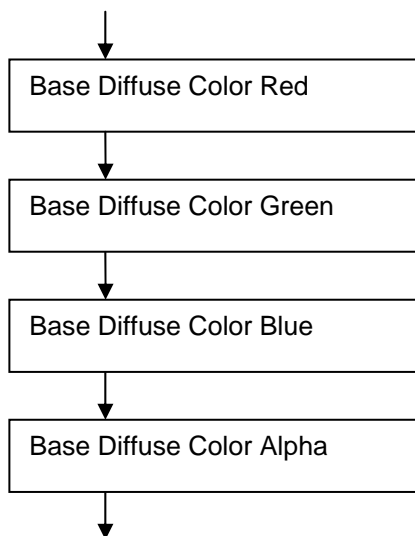 Base Diffuse Color Red
Base Diffuse Color Green
Base Diffuse Color Blue
Base Diffuse Color Alpha